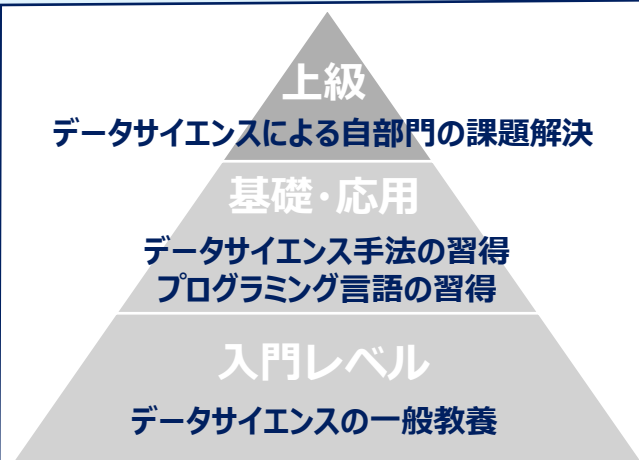 上級
データサイエンスによる自部門の課題解決
基礎・応用
データサイエンス手法の習得
プログラミング言語の習得
入門レベル
データサイエンスの一般教養